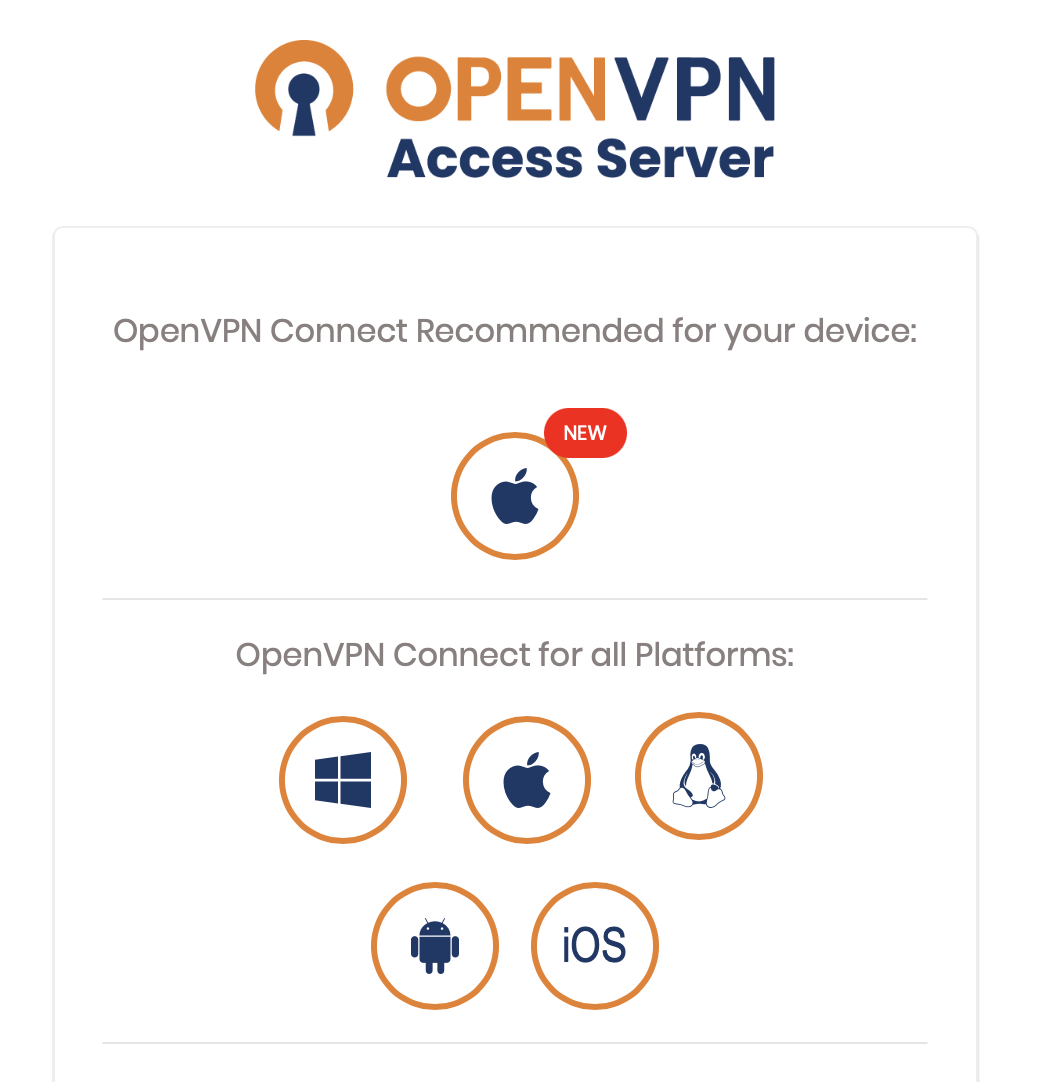 OPENVPN
Access Server
OpenVPN Connect Recommended for your device:
NEW
OpenVPN Connect for all Platforms:
iOS